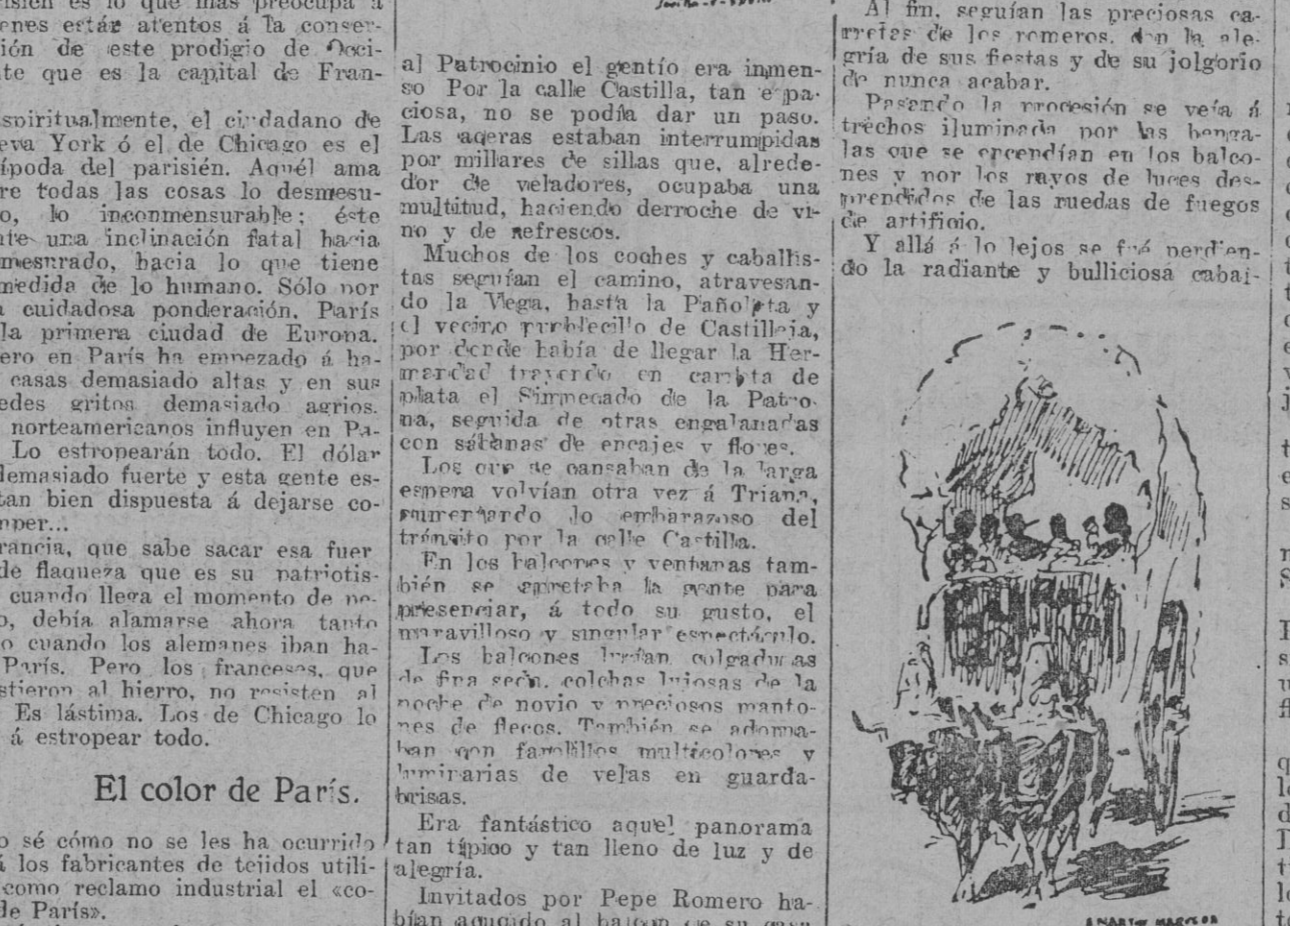 enes estár atentos á la conser-
ión de este prodigio de Occi-
te que es la capital de Fran-
spiritualmente, el ciudadano de
eva York ó el de Chicago es el
ípoda del parisién. Aquél ama
re todas las cosas lo desmesu-
o, lo inconmensurable; éste
nte una inclinación fatal hacia
mesurado, hacia lo que tiene
medida de lo humano. Sólo por
a cuidadosa ponderación, París
la primera ciudad de Europa.
ero en París ha empezado á ha-
casas demasiado altas y en sus
edes gritos demasiado agrios.
norteamericanos influyen en Pa-
Lo estropearán todo. El dólar
demasiado fuerte y esta gente es-
tan bien dispuesta á dejarse co-
mper...
rancia, que sabe sacar esa fuer
de flaqueza que es su patriotis-
cuando llega el momento de pe-
o, debía alamarse ahora tanto
o cuando los alemanes iban ha-
París. Pero los franceses, que
stieron al hierro, no resisten al
Es lástima. Los de Chicago lo
á estropear todo.
El color de París.
o sé cómo no se les ha ocurrido
á los fabricantes de tejidos utili-
como reclamo industrial el «co-
de París».
al Patrocinio el gentío era inmen-
so Por la calle Castilla, tan espa-
ciosa, no se podía dar un paso.
Las aceras estaban interrumpidas
por millares de sillas que, alrede-
dor de veladores, ocupaba una
multitud, haciendo derroche de vi-
no y de refrescos.
Muchos de los coches y caballis-
tas seguían el camino, atravesan-
do la Vega, hasta la Pañoleta y
el vecino pueblecillo de Castilleja,
por donde había de llegar la Her-
mandad trayendo en carreta de
plata el Simpecado de la Patro-
na, seguida de otras engalanadas
con sábanas de encajes y flores.
Los que se cansaban de la larga
espera volvían otra vez á Triana,
aumentando lo embarazoso del
tránsito por la calle Castilla.
En los balcones y ventanas tam-
bién se apretaba la gente para
presenciar, á todo su gusto, el
maravilloso y singular espectáculo.
Los balcones lucían colgaduras
de fina seda, colchas lujosas de la
noche de novio y preciosos manto-
nes de flecos. También se adorna-
ban con farolillos multicolores y
luminarias de velas en guarda-
brisas.
Era fantástico aquel panorama
tan típico y tan lleno de luz y de
alegría.
Invitados por Pepe Romero ha-
bían acudido al balcón de su casa
Al fin, seguían las preciosas ca-
rretas de los romeros, con la ale-
gría de sus fiestas y de su jolgorio
de nunca acabar.
Pasando la procesión se veía á
trechos iluminada por las benga-
las que se encendían en los balco-
nes y por los rayos de luces des-
prendidos de las ruedas de fuegos
de artificio.
Y allá á lo lejos se fué perdien-
do la radiante y bulliciosa cabal-